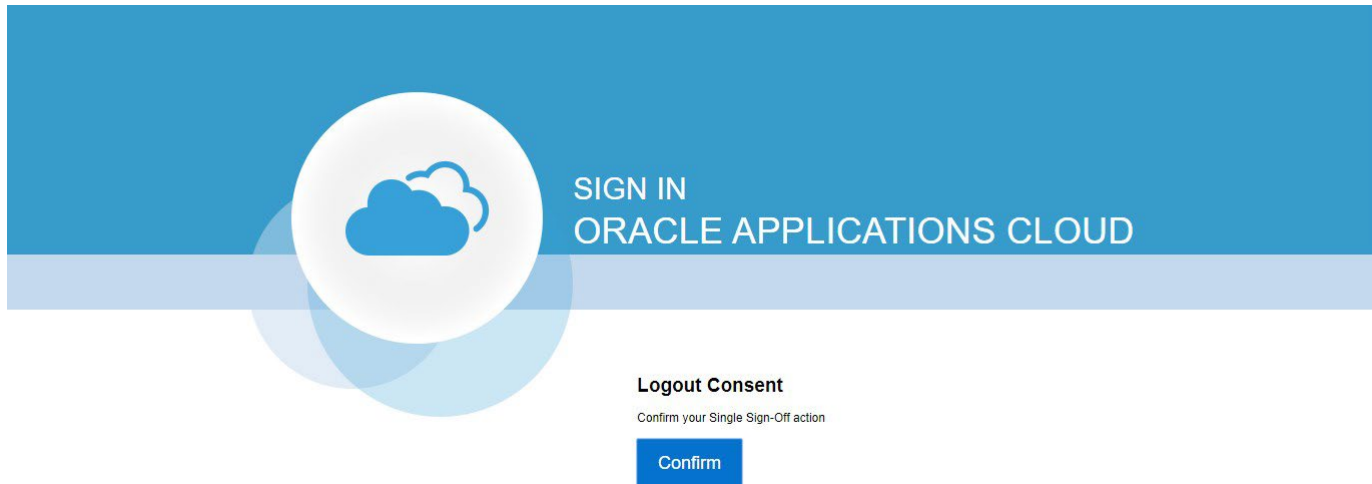 SIGN IN
ORACLE APPLICATIONS CLOUD
Logout Consent
Confirm your Single Sign-Off action
Confirm